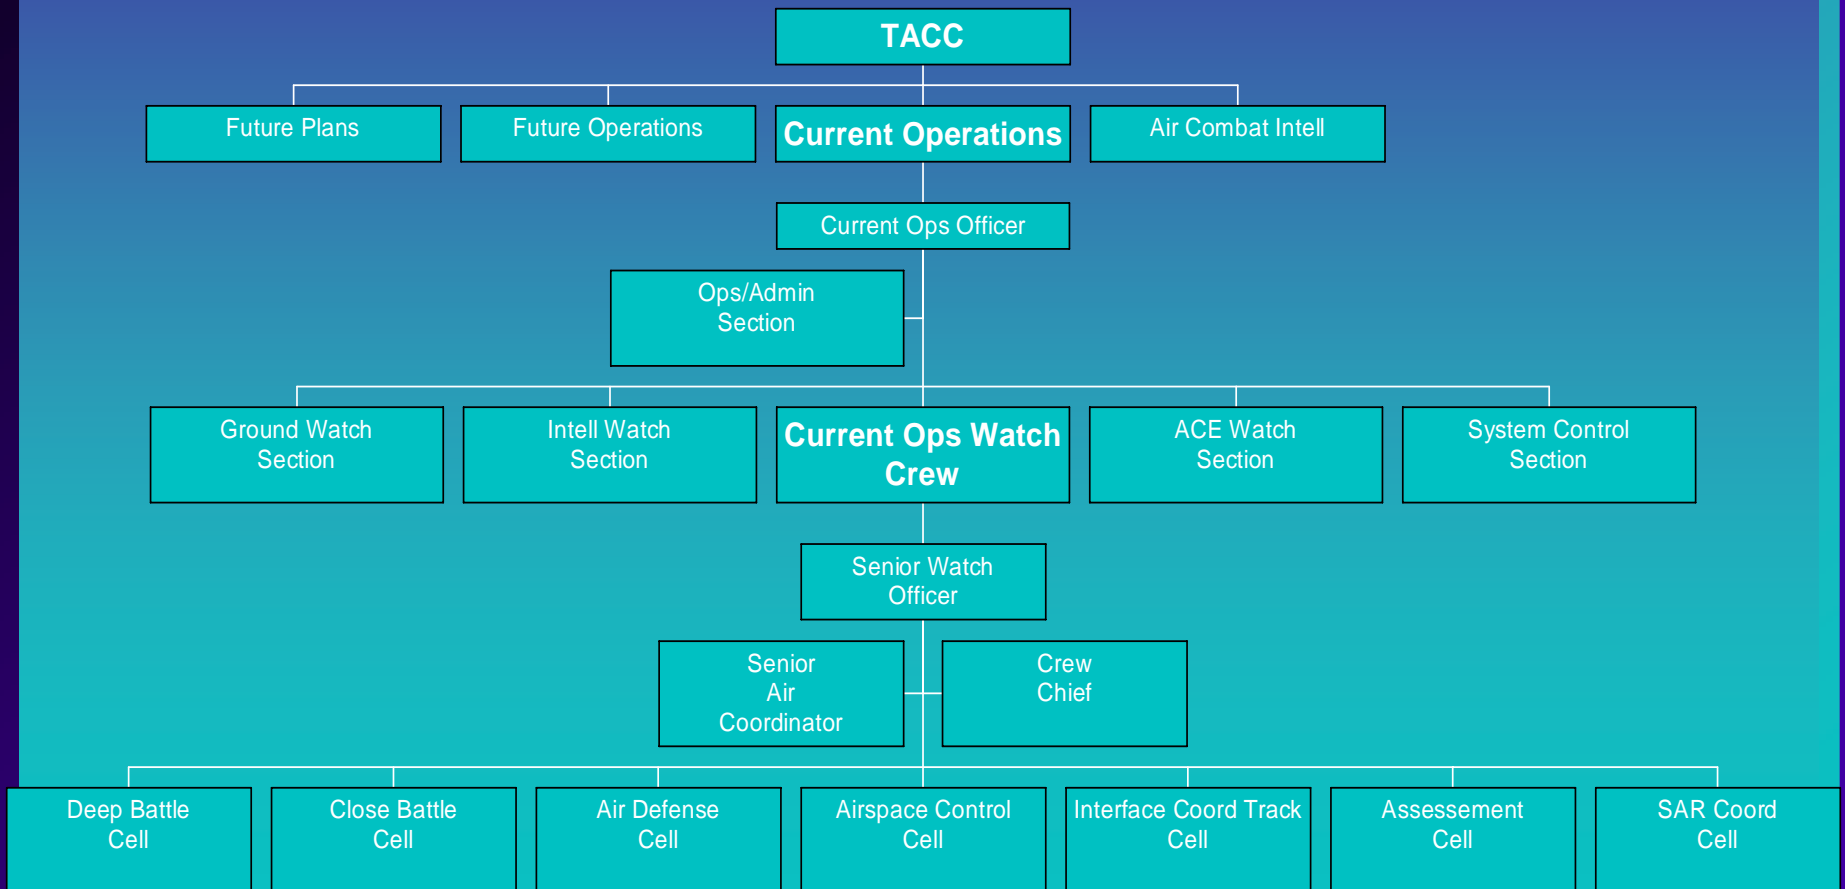 TACC
Future Plans
Future Operations
Current Operations
Air Combat Intell
Current Ops Officer
Ops/Admin
Section
Ground Watch
Section
Intell Watch
Section
Current Ops Watch
Crew
ACE Watch
Section
System Control
Section
Senior Watch
Officer
Senior
Air
Coordinator
Crew
Chief
Deep Battle
Cell
Close Battle
Cell
Air Defense
Cell
Airspace Control
Cell
Interface Coord Track
Cell
Assessement
Cell
SAR Coord
Cell